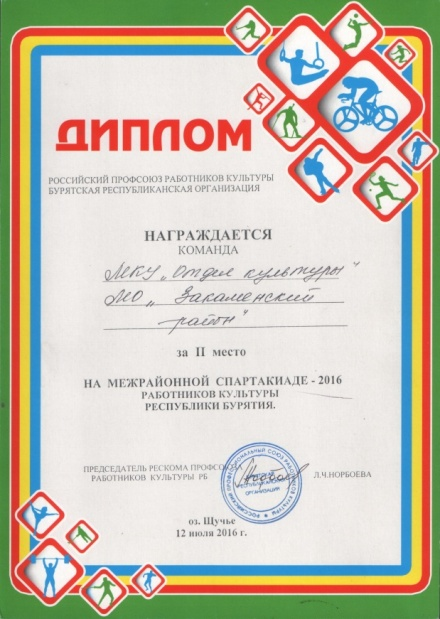 ДИПЛОМ
РОССИЙСКИЙ ПРОФСОЮЗ РАБОТНИКОВ КУЛЬТУРЫ
БУРЯТСКАЯ РЕСПУБЛИКАНСКАЯ ОРГАНИЗАЦИЯ
НАГРАЖДАЕТСЯ
КОМАНДА
МКУ „Отдел культуры"
МО „Закаменский
район"
за II место
НА МЕЖРАЙОННОЙ СПАРТАКИАДЕ - 2016
РАБОТНИКОВ КУЛЬТУРЫ
РЕСПУБЛИКИ БУРЯТИЯ.
ПРЕДСЕДАТЕЛЬ РЕСКОМА ПРОФСОЮЗА
РАБОТНИКОВ КУЛЬТУРЫ РБ Л.Ч.НОРБОЕВА
оз. Щучье
12 июля 2016 г.